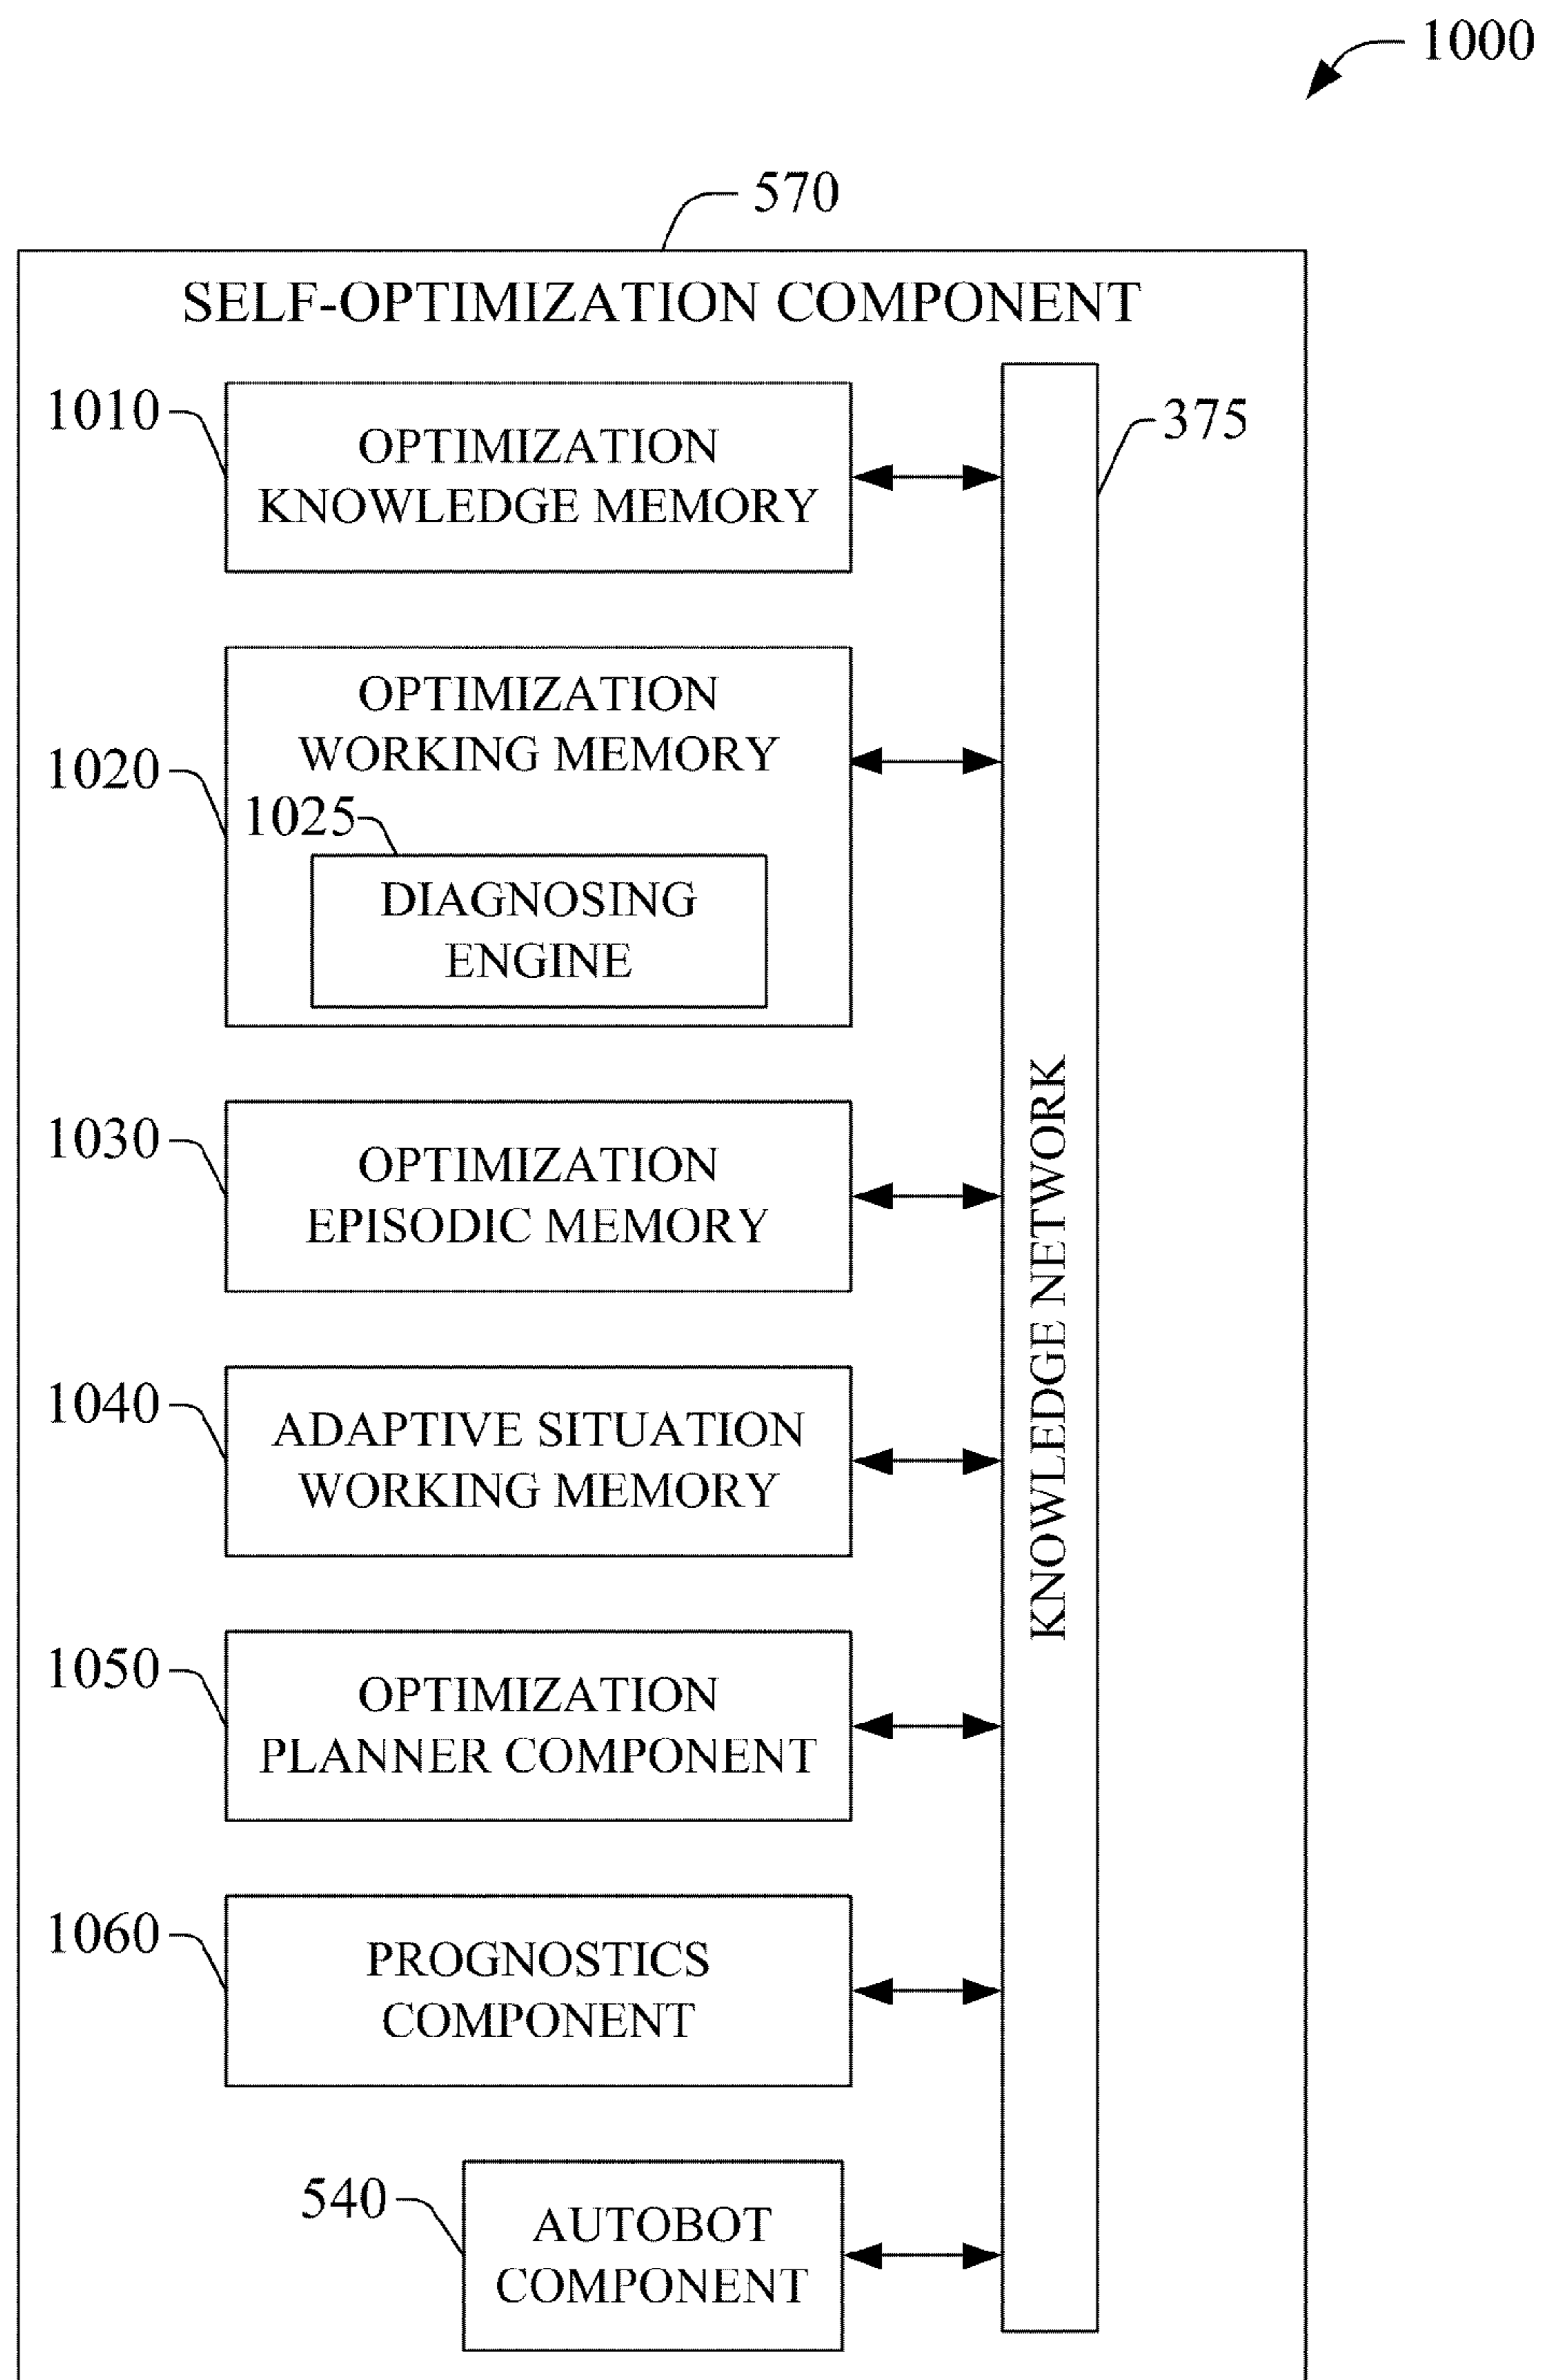 1000
570
SELF-OPTIMIZATION COMPONENT
1010
OPTIMIZATION
KNOWLEDGE MEMORY
375
1020
OPTIMIZATION
WORKING MEMORY
1025
DIAGNOSING
ENGINE
1030
OPTIMIZATION
EPISODIC MEMORY
KNOWLEDGE NETWORK
1040
ADAPTIVE SITUATION
WORKING MEMORY
1050
OPTIMIZATION
PLANNER COMPONENT
1060
PROGNOSTICS
COMPONENT
540
AUTOBOT
COMPONENT